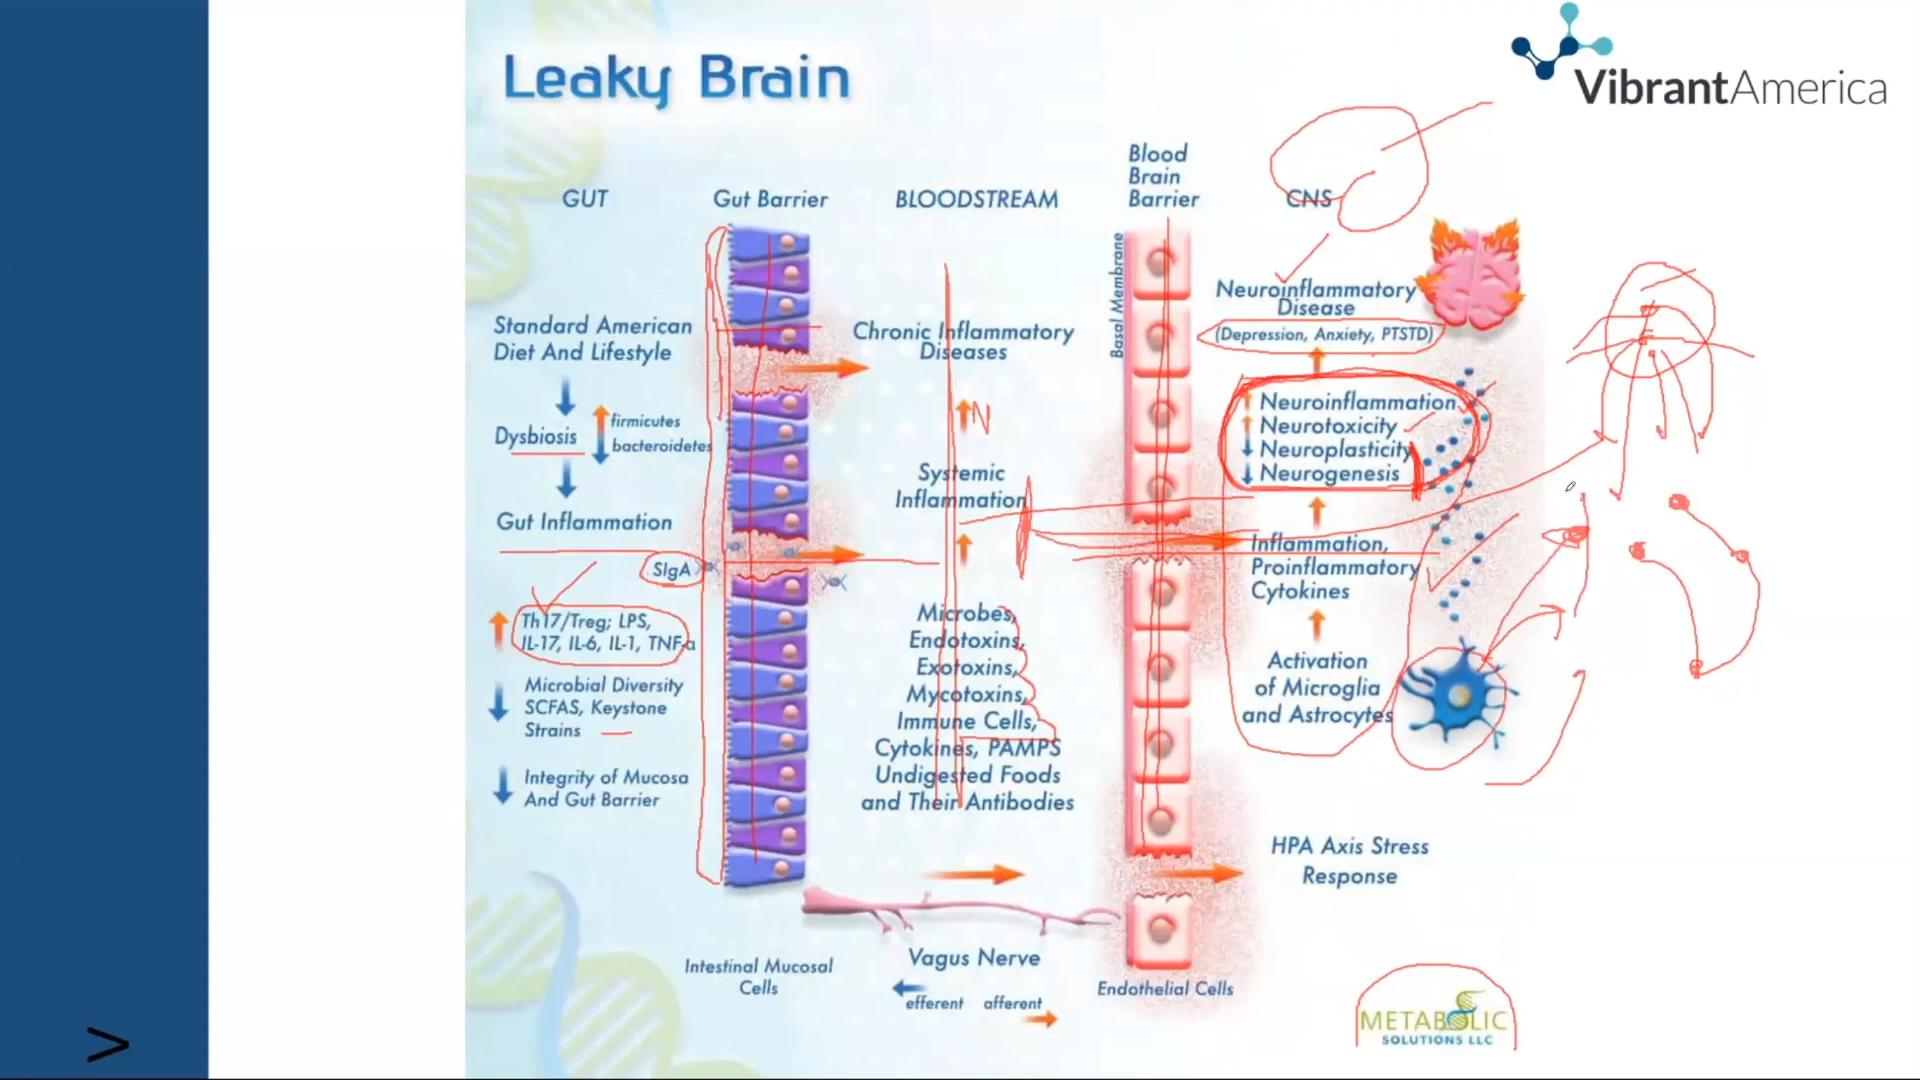 Leaky Brain
VibrantAmerica
GUT
Gut Barrier
BLOODSTREAM
Blood
Brain
Barrier
CNS
Standard American
Diet And Lifestyle
Dysbiosis
firmicutes
bacteroidetes
Gut Inflammation
SIgA
Th17/Treg; LPS,
IL-17, IL-6, IL-1, TNF-a
Microbial Diversity
SCFAS, Keystone
Strains
Integrity of Mucosa
And Gut Barrier
Intestinal Mucosal
Cells
Chronic Inflammatory
Diseases
N
Systemic
Inflammation
Microbes,
Endotoxins,
Exotoxins,
Mycotoxins,
Immune Cells,
Cytokines, PAMPS
Undigested Foods
and Their Antibodies
Vagus Nerve
efferent afferent
Basal Membrane
Endothelial Cells
Neuroinflammatory
Disease
(Depression, Anxiety, PTSTD)
Neuroinflammation
Neurotoxicity
Neuroplasticity
Neurogenesis
Inflammation,
Proinflammatory
Cytokines
Activation
of Microglia
and Astrocytes
HPA Axis Stress
Response
METABOLIC
SOLUTIONS LLC
>